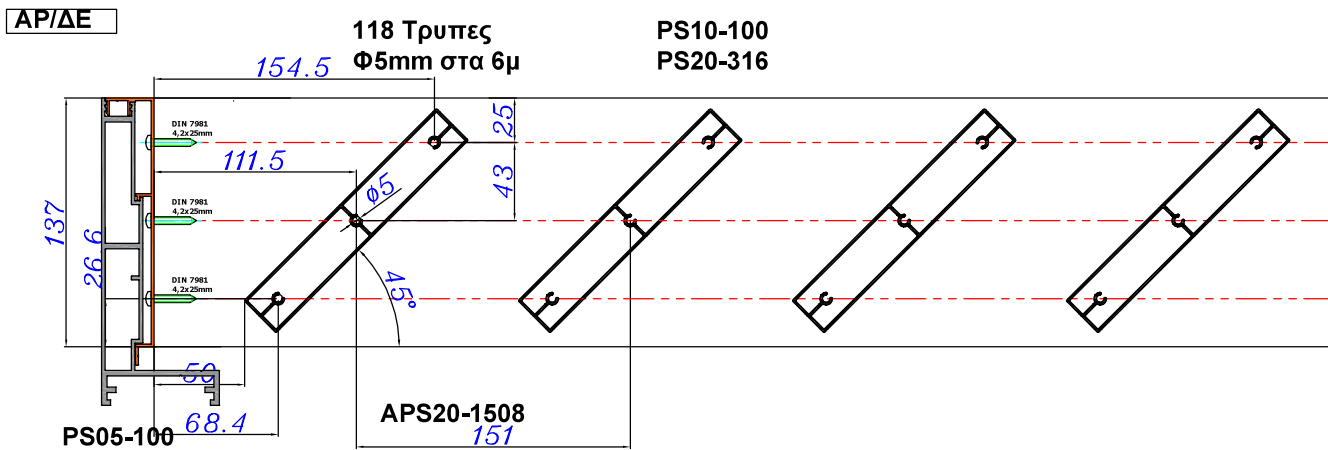 ΑΡ/ΔΕ
118 Τρυπες
Φ5mm στα 6μ
PS10-100
PS20-316
154.5
25
DIN 7981
4,2x25mm
111.5
43
ø5
DIN 7981
4,2x25mm
137
26.6
DIN 7981
4,2x25mm
45°
50
68.4
PS05-100
APS20-1508
151